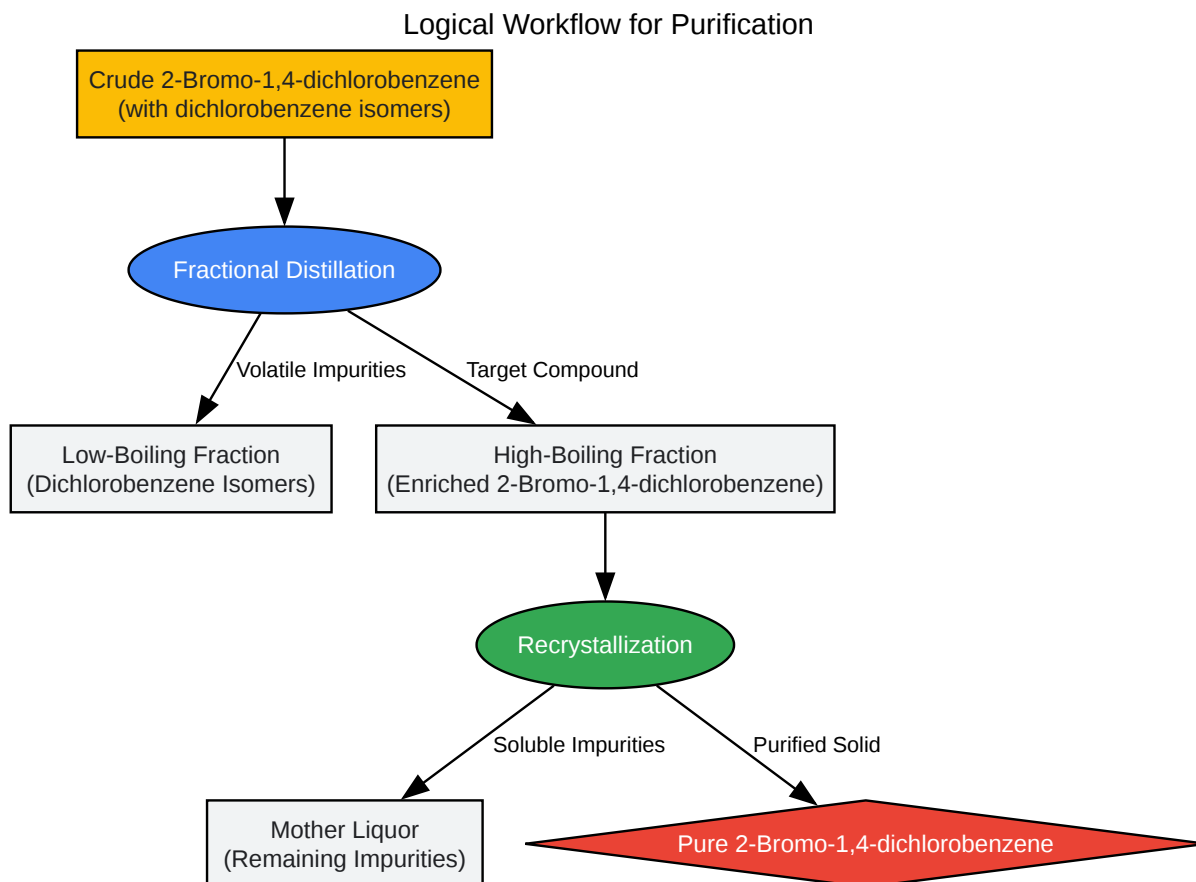 Logical Workflow for Purification
Crude 2-Bromo-1,4-dichlorobenzene
(with dichlorobenzene isomers)
Fractional Distillation
Volatile Impurities
Target Compound
Low-Boiling Fraction
(Dichlorobenzene Isomers)
High-Boiling Fraction
(Enriched 2-Bromo-1,4-dichlorobenzene)
Recrystallization
Soluble Impurities
Purified Solid
Mother Liquor
(Remaining Impurities)
Pure 2-Bromo-1,4-dichlorobenzene